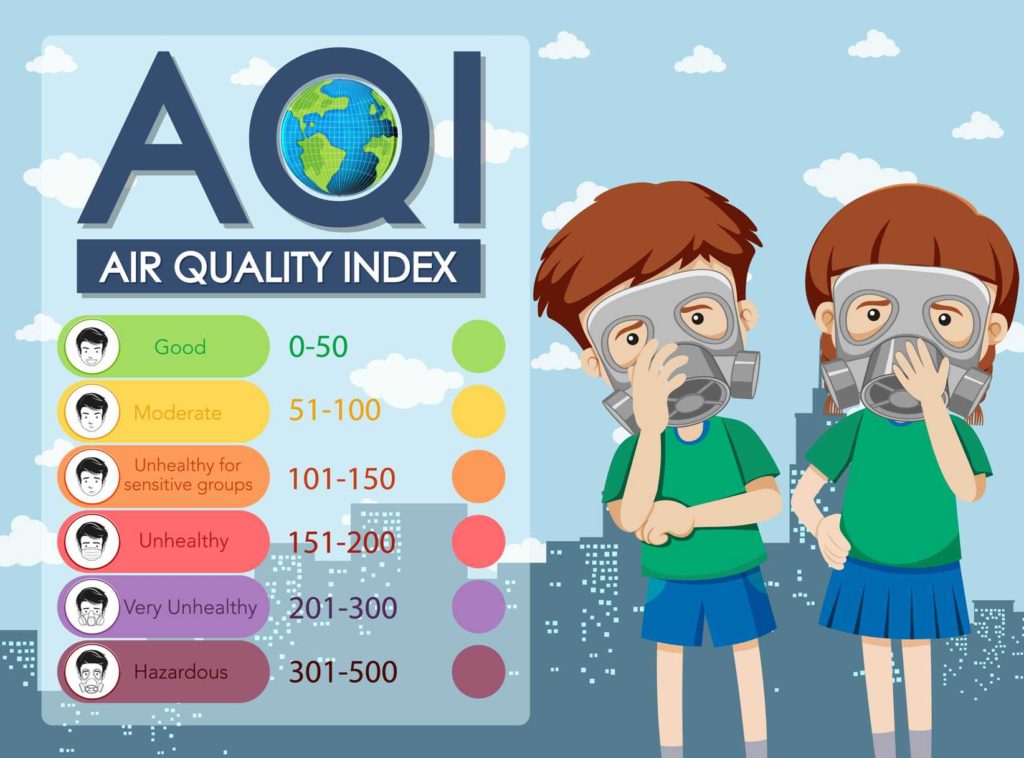 AQI
AIR QUALITY INDEX
Good 0-50
Moderate 51-100
Unhealthy for
sensitive groups 101-150
Unhealthy 151-200
Very Unhealthy 201-300
Hazardous 301-500